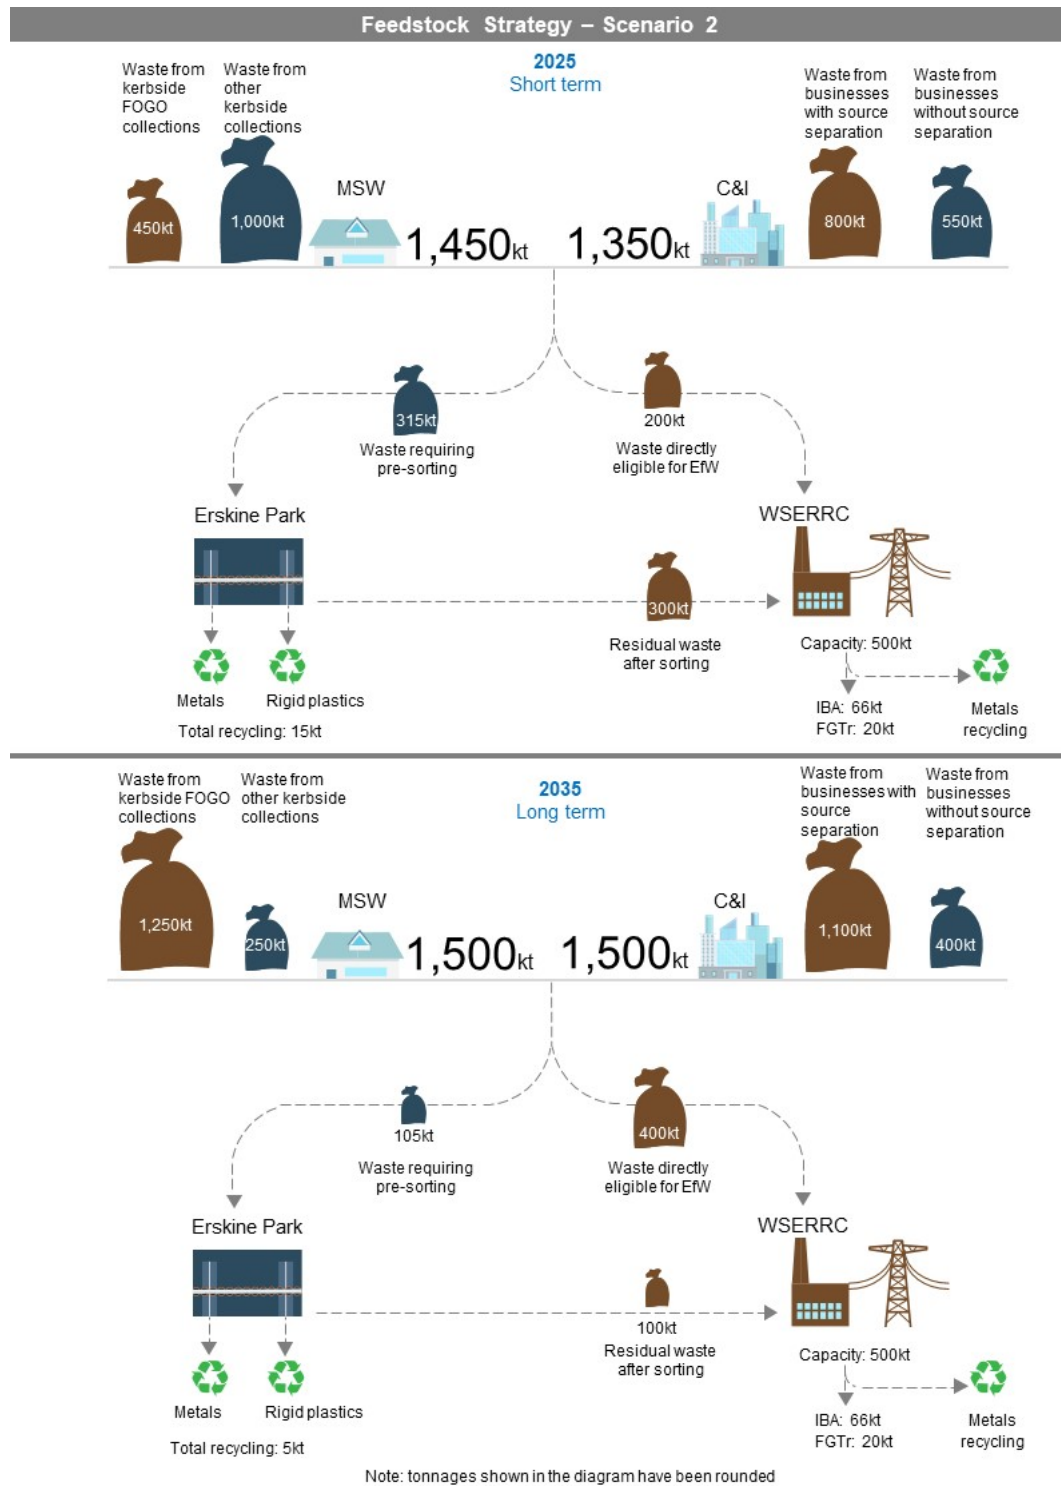 Feedstock Strategy – Scenario 2
2025
Short term
Waste from
kerbside
FOGO
collections
Waste from
other
kerbside
collections
Waste from
businesses
with source
separation
Waste from
businesses
without source
separation
450kt
1,000kt
MSW
1,450kt
1,350kt
C&I
800kt
550kt
315kt
Waste requiring
pre-sorting
200kt
Waste directly
eligible for EfW
Erskine Park
WSERRC
300kt
Residual waste
after sorting
Capacity: 500kt
Metals
Rigid plastics
Total recycling: 15kt
IBA: 66kt
FGTr: 20kt
Metals
recycling
2035
Long term
Waste from
kerbside FOGO
collections
Waste from
other kerbside
collections
Waste from
businesses with
source
separation
Waste from
businesses
without source
separation
1,250kt
250kt
MSW
1,500kt
1,500kt
C&I
1,100kt
400kt
105kt
Waste requiring
pre-sorting
400kt
Waste directly
eligible for EfW
Erskine Park
WSERRC
100kt
Residual waste
after sorting
Capacity: 500kt
Metals
Rigid plastics
Total recycling: 5kt
IBA: 66kt
FGTr: 20kt
Metals
recycling
Note: tonnages shown in the diagram have been rounded